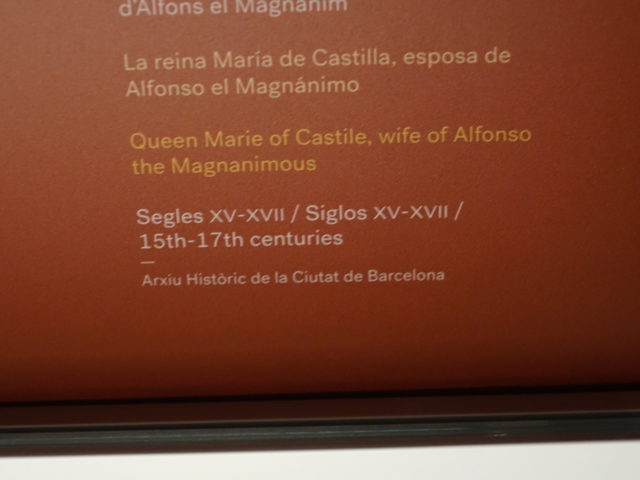 d'Alfons el Magnànim
La reina María de Castilla, esposa de
Alfonso el Magnánimo
Queen Marie of Castile, wife of Alfonso
the Magnanimous
Segles XV-XVII / Siglos XV-XVII /
15th-17th centuries
—
Arxiu Històric de la Ciutat de Barcelona